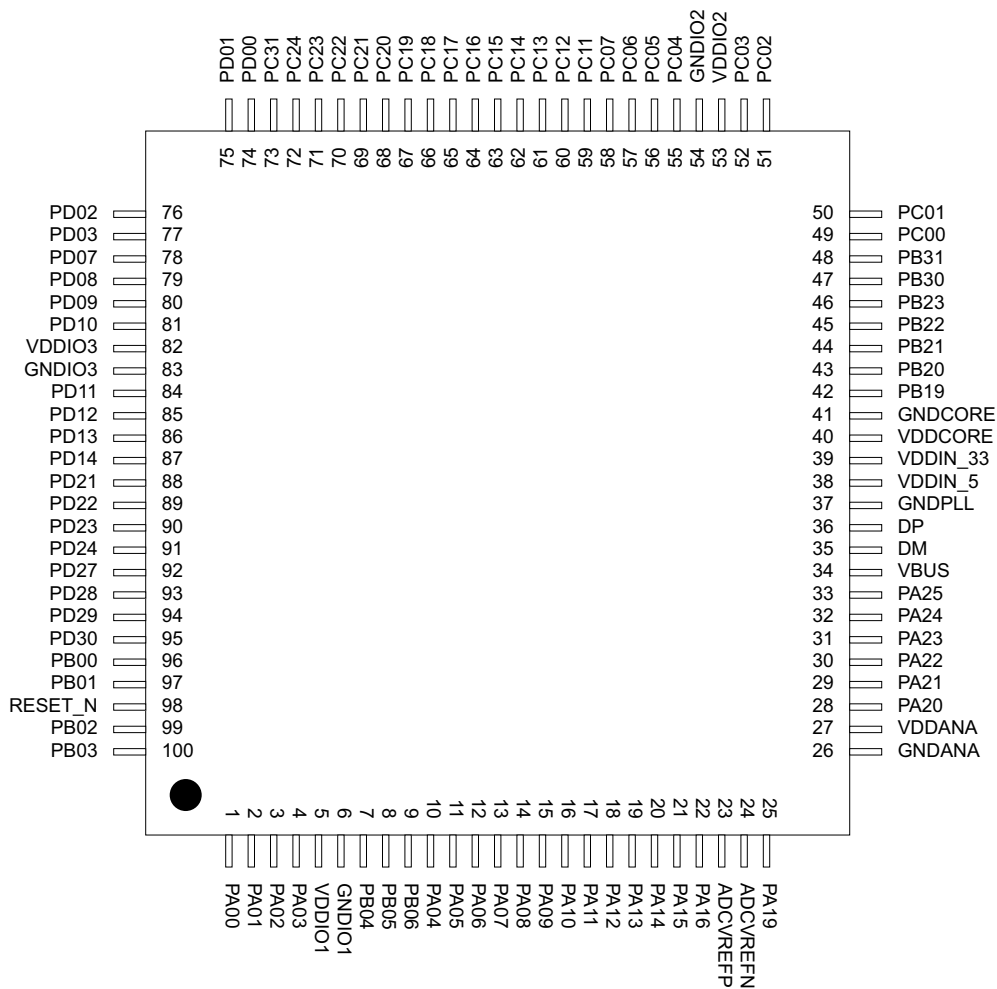 PD01
PD00
PC31
PC24
PC23
PC22
PC21
PC20
PC19
PC18
PC17
PC16
PC15
PC14
PC13
PC12
PC11
PC07
PC06
PC05
PC04
GNDIO2
VDDIO2
PC03
PC02
75
74
73
72
71
70
69
68
67
66
65
64
63
62
61
60
59
58
57
56
55
54
53
52
51
PD02 76
PD03 77
PD07 78
PD08 79
PD09 80
PD10 81
VDDIO3 82
GNDIO3 83
PD11 84
PD12 85
PD13 86
PD14 87
PD21 88
PD22 89
PD23 90
PD24 91
PD27 92
PD28 93
PD29 94
PD30 95
PB00 96
PB01 97
RESET_N 98
PB02 99
PB03 100
50 PC01
49 PC00
48 PB31
47 PB30
46 PB23
45 PB22
44 PB21
43 PB20
42 PB19
41 GNDCORE
40 VDDCORE
39 VDDIN_33
38 VDDIN_5
37 GNDPLL
36 DP
35 DM
34 VBUS
33 PA25
32 PA24
31 PA23
30 PA22
29 PA21
28 PA20
27 VDDANA
26 GNDANA
1
2
3
4
5
6
7
8
9
10
11
12
13
14
15
16
17
18
19
20
21
22
23
24
25
PA00
PA01
PA02
PA03
VDDIO1
GNDIO1
PB04
PB05
PB06
PA04
PA05
PA06
PA07
PA08
PA09
PA10
PA11
PA12
PA13
PA14
PA15
PA16
ADCVREFP
ADCVREFN
PA19